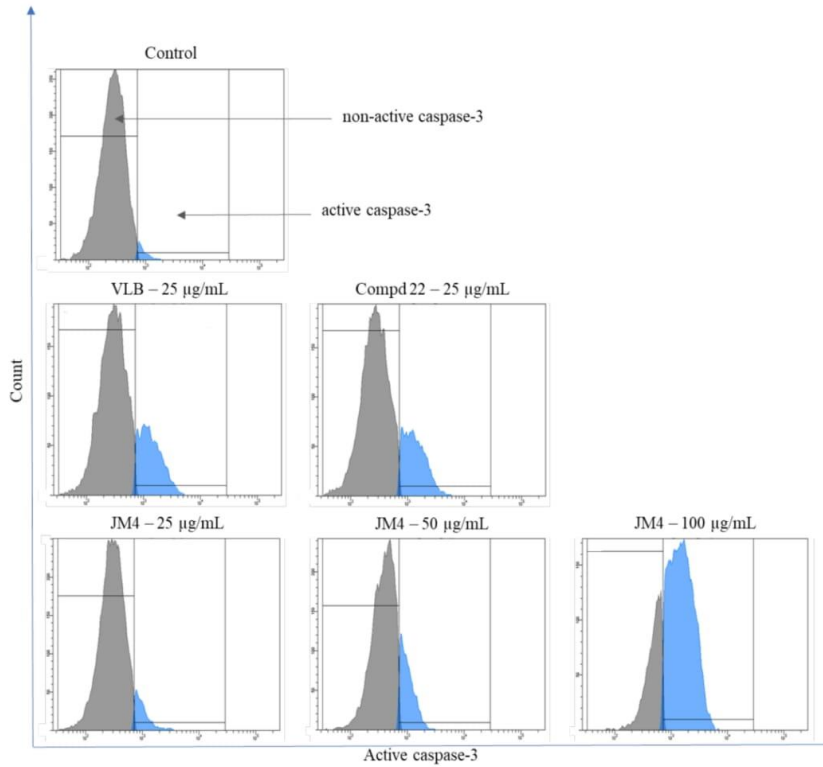 Control
non-active caspase-3
active caspase-3
VLB – 25 µg/mL
Compd 22 – 25 µg/mL
Count
JM4 – 25 µg/mL
JM4 – 50 µg/mL
JM4 – 100 µg/mL
Active caspase-3